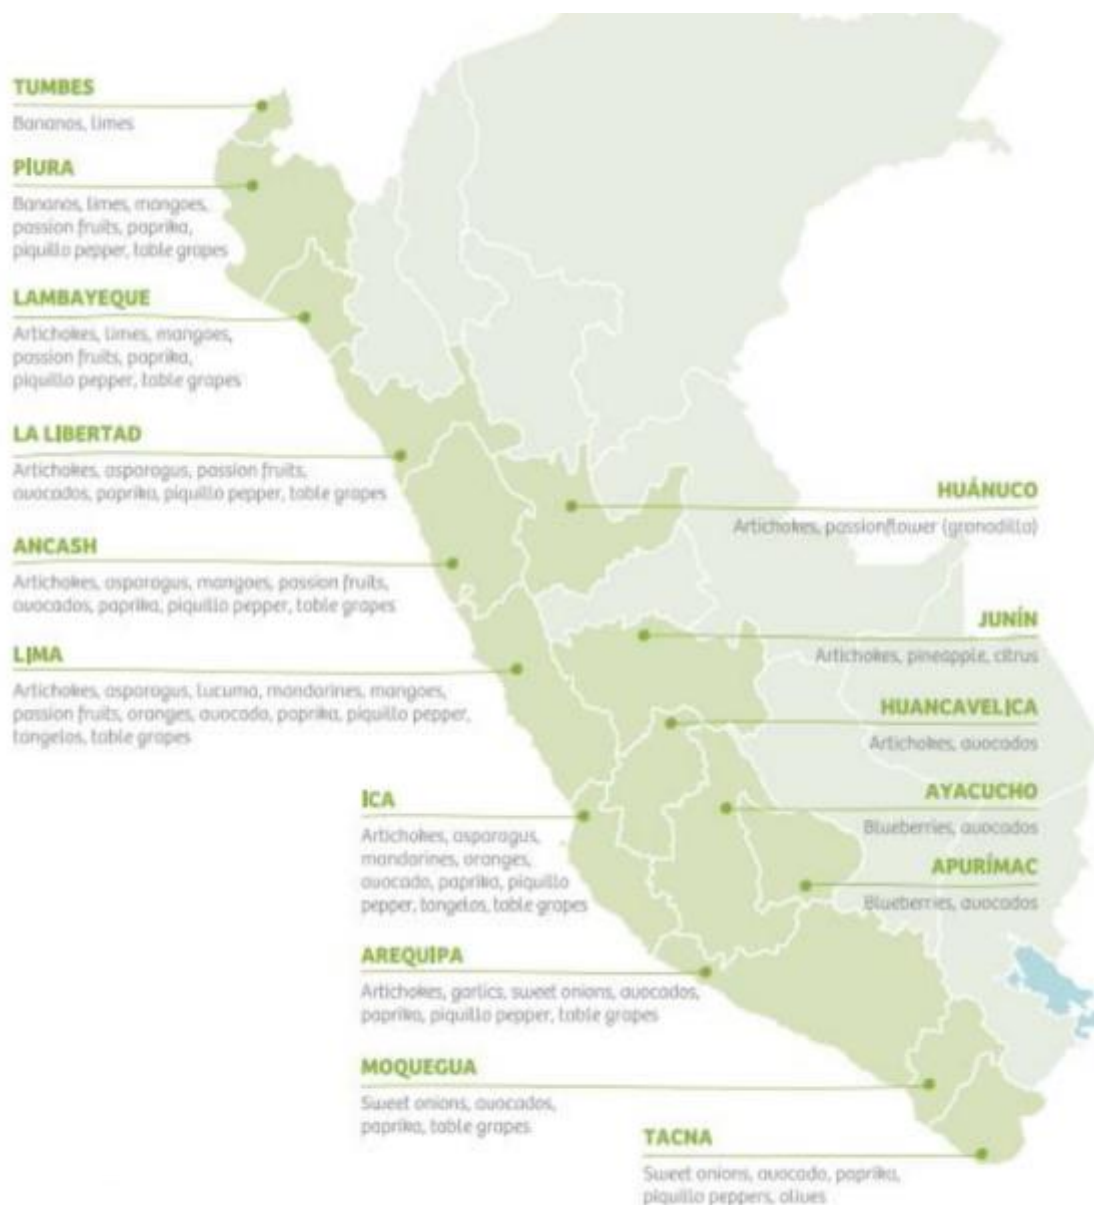 TUMBES
Bananas, limes
PIURA
Bananas, limes, mangoes,
passion fruits, paprika,
piquillo pepper, table grapes
LAMBAYEQUE
Artichokes, limes, mangoes,
passion fruits, paprika,
piquillo pepper, table grapes
LA LIBERTAD
Artichokes, asparagus, passion fruits,
avocados, paprika, piquillo pepper, table grapes
ANCASH
Artichokes, asparagus, mangoes, passion fruits,
avocados, paprika, piquillo pepper, table grapes
LIMA
Artichokes, asparagus, lucuma, mandarines, mangoes,
passion fruits, oranges, avocado, paprika, piquillo pepper,
tangelos, table grapes
ICA
Artichokes, asparagus,
mandarines, oranges,
avocado, paprika, piquillo
pepper, tangelos, table grapes
AREQUIPA
Artichokes, garlics, sweet onions, avocados,
paprika, piquillo pepper, table grapes
MOQUEGUA
Sweet onions, avocados,
paprika, table grapes
TACNA
Sweet onions, avocado, paprika,
piquillo peppers, olives
HUÁNUCO
Artichokes, passionflower (granadilla)
JUNÍN
Artichokes, pineapple, citrus
HUANCAVELICA
Artichokes, avocados
AYACUCHO
Blueberries, avocados
APURÍMAC
Blueberries, avocados